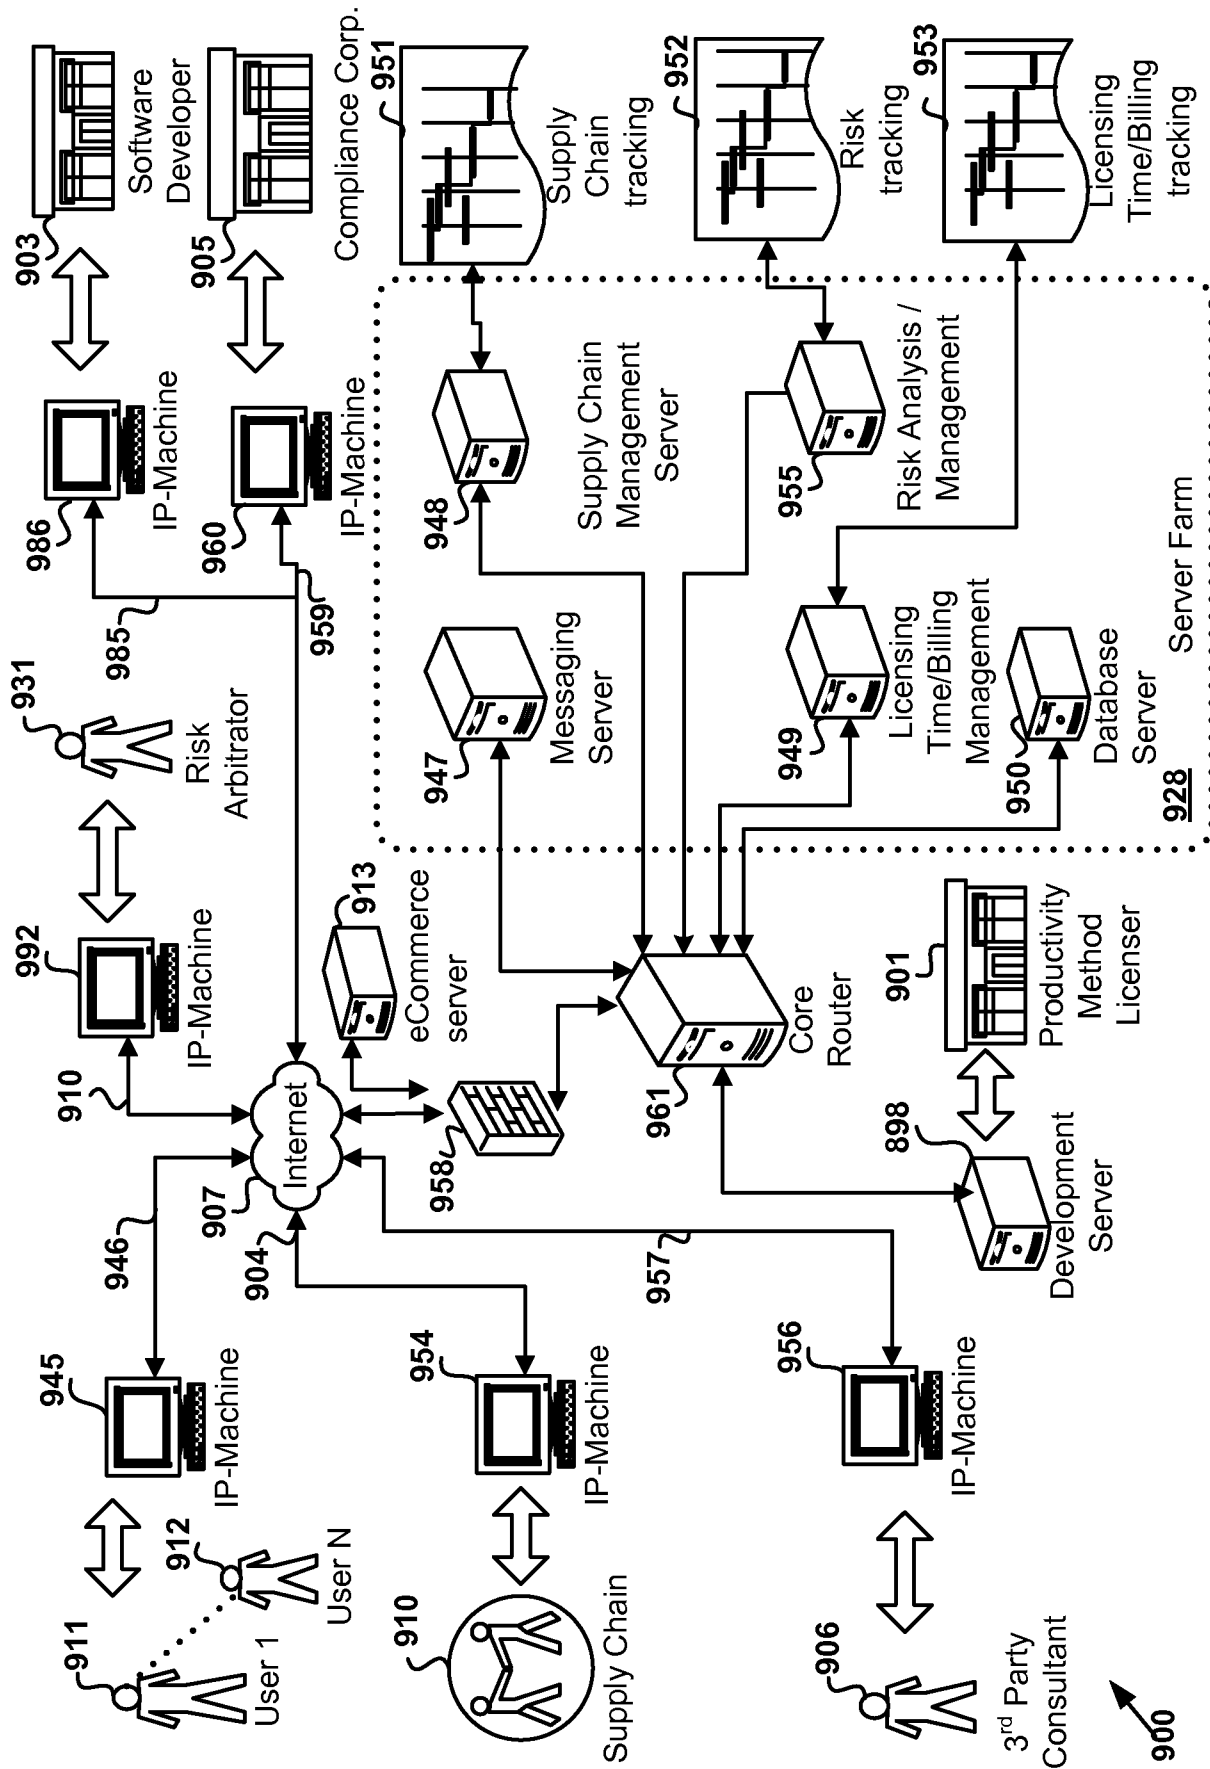 911
User 1
912
User N
945
IP-Machine
946
910
992
IP-Machine
931
Risk
Arbitrator
985
986
IP-Machine
903
Software
Developer
905
Compliance Corp.
960
IP-Machine
959
907
Internet
904
913
eCommerce
server
958
910
Supply Chain
954
IP-Machine
957
906
3rd Party
Consultant
956
IP-Machine
961
Core
Router
898
Development
Server
901
Productivity
Method
Licenser
947
Messaging
Server
948
Supply Chain
Management
Server
949
Licensing
Time/Billing
Management
955
Risk Analysis /
Management
950
Database
Server
928
Server Farm
951
Supply
Chain
tracking
952
Risk
tracking
953
Licensing
Time/Billing
tracking
900